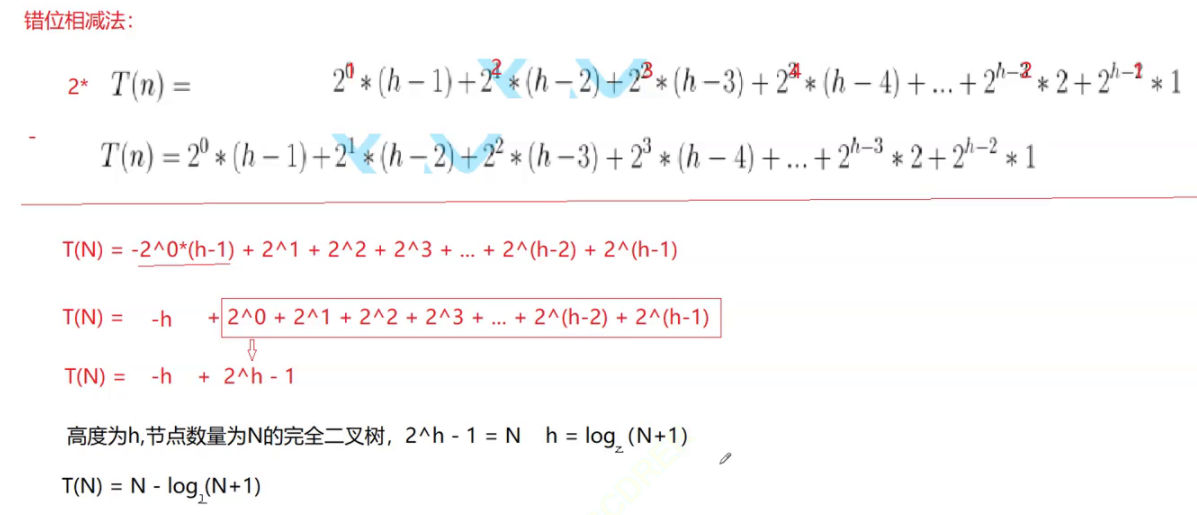 错位相减法：
2* T(n) = 2^1 * (h − 1) + 2^2 * (h − 2) + 2^3 * (h − 3) + 2^4 * (h − 4) + ... + 2^{h−2} * 2 + 2^{h−1} * 1
- T(n) = 2^0 * (h − 1) + 2^1 * (h − 2) + 2^2 * (h − 3) + 2^3 * (h − 4) + ... + 2^{h−3} * 2 + 2^{h−2} * 1
T(N) = -2^0*(h-1) + 2^1 + 2^2 + 2^3 + ... + 2^(h-2) + 2^(h-1)
T(N) = -h + 2^0 + 2^1 + 2^2 + 2^3 + ... + 2^(h-2) + 2^(h-1)
T(N) = -h + 2^h - 1
高度为h,节点数量为N的完全二叉树，2^h - 1 = N h = log₂ (N+1)
T(N) = N - log (N+1)